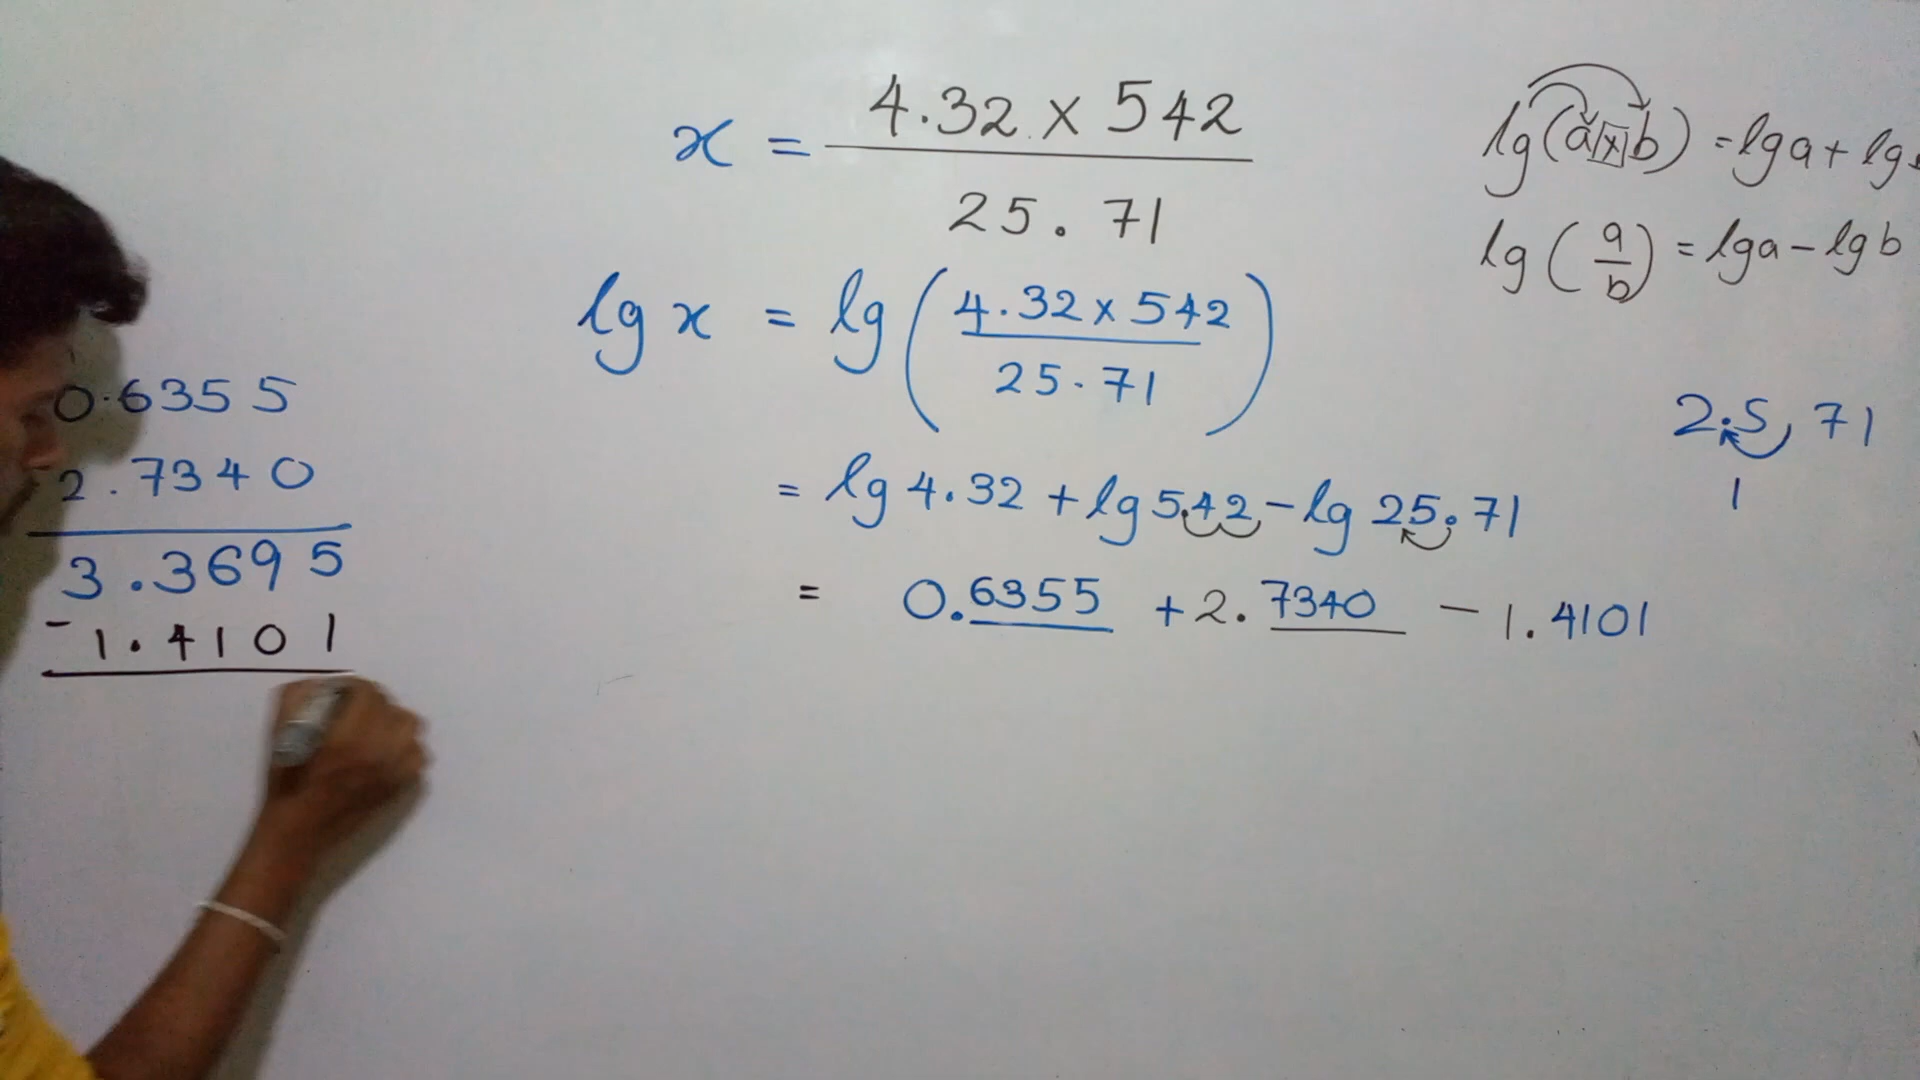 x = 4.32 x 542
25.71
lg (a x b) = lg a + lg
lg (a/b) = lg a - lg b
lg x = lg (4.32 x 542
25.71)
2.5,71
1
= lg 4.32 + lg 542 - lg 25.71
= 0.6355 + 2.7340 - 1.4101
0.6355
2.7340
3.3695
- 1.4101